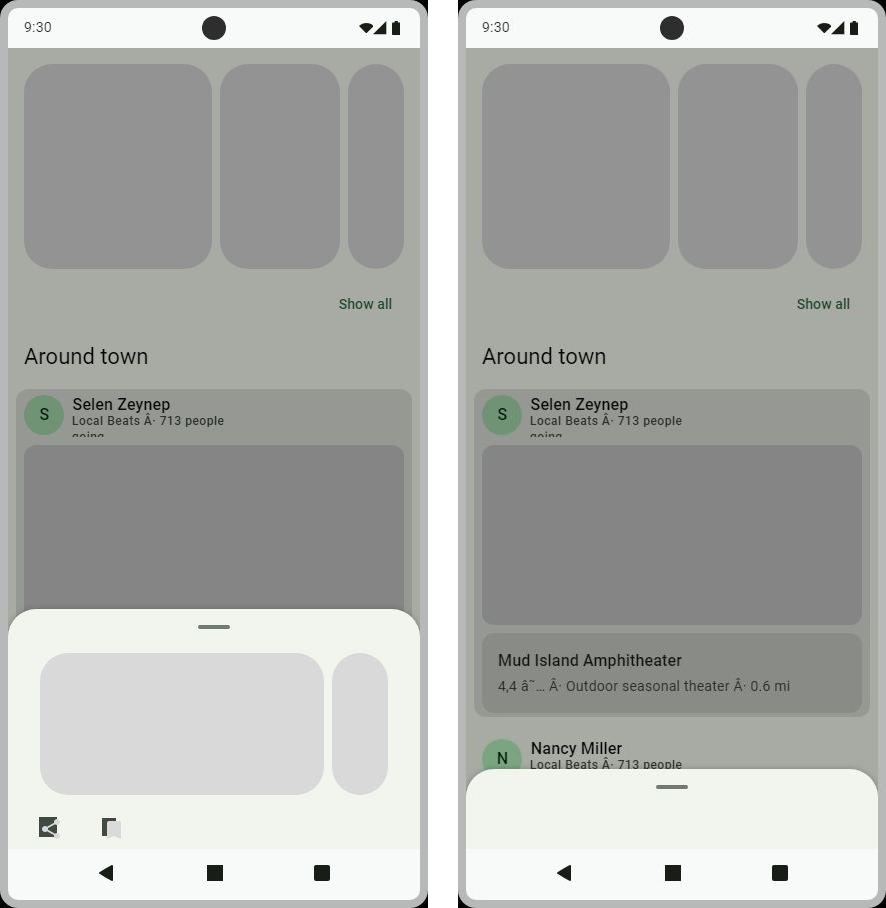 9:30
Show all
Around town
S
Selen Zeynep
Local Beats Â· 713 people
going
9:30
Show all
Around town
S
Selen Zeynep
Local Beats Â· 713 people
going
Mud Island Amphitheater
4,4 â˜… Â· Outdoor seasonal theater Â· 0.6 mi
N
Nancy Miller
Local Beats Â· 713 people